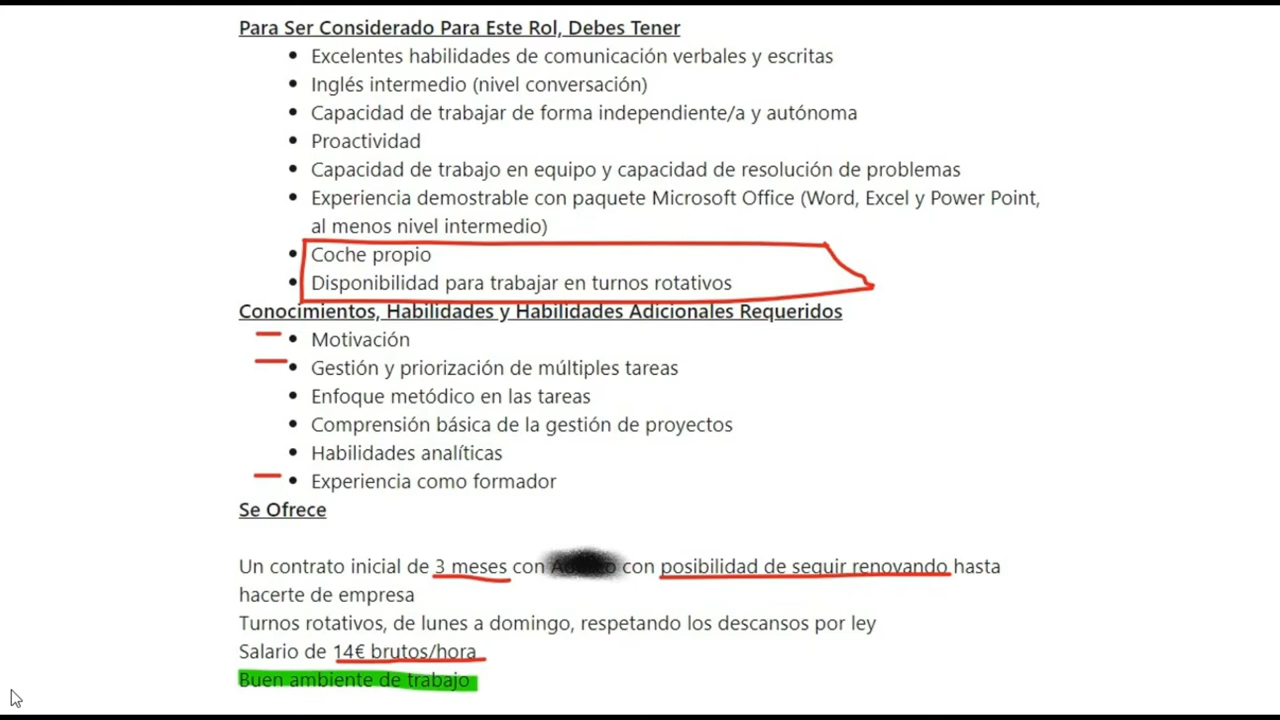 Para Ser Considerado Para Este Rol, Debes Tener
• Excelentes habilidades de comunicación verbales y escritas
• Inglés intermedio (nivel conversación)
• Capacidad de trabajar de forma independiente/a y autónoma
• Proactividad
• Capacidad de trabajo en equipo y capacidad de resolución de problemas
• Experiencia demostrable con paquete Microsoft Office (Word, Excel y Power Point,
al menos nivel intermedio)
• Coche propio
• Disponibilidad para trabajar en turnos rotativos
Conocimientos, Habilidades y Habilidades Adicionales Requeridos
• Motivación
• Gestión y priorización de múltiples tareas
• Enfoque metódico en las tareas
• Comprensión básica de la gestión de proyectos
• Habilidades analíticas
• Experiencia como formador
Se Ofrece
Un contrato inicial de 3 meses con con posibilidad de seguir renovando hasta
hacerte de empresa
Turnos rotativos, de lunes a domingo, respetando los descansos por ley
Salario de 14€ brutos/hora
Buen ambiente de trabajo